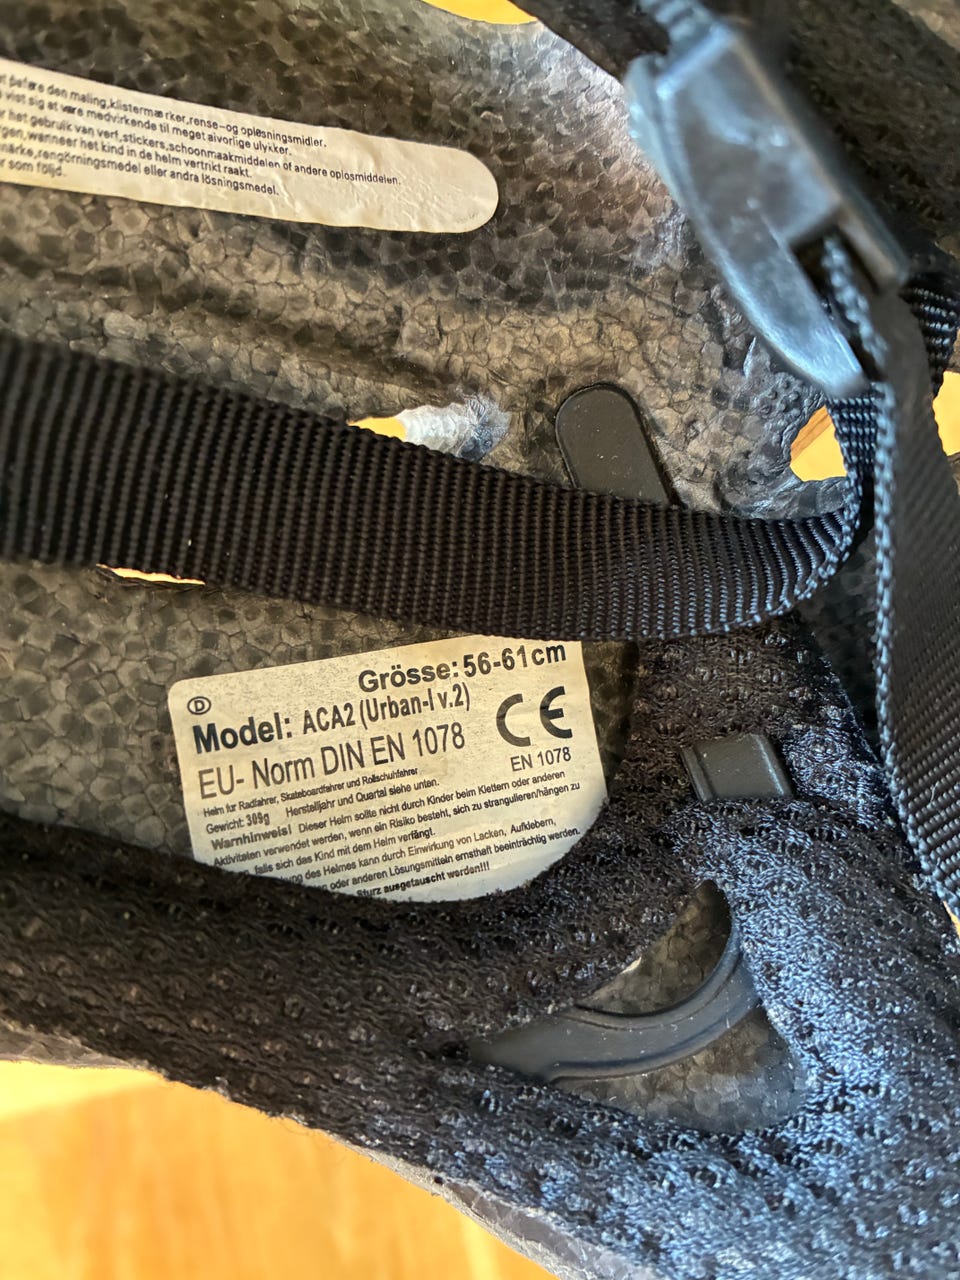 før den maling,klistermærker,rense-og opløsningsmidler.
vist sig at være medvirkende til meget alvorlige ulykker.
het gebruik van verf,stickers,schoonmaakmiddelen of andere oplosmiddelen.
wanneer het kind in de helm vertrikt raakt.
rengörningsmedel eller andra lösningsmedel.
som följd.
D
Grösse: 56-61cm
Model: ACA2 (Urban-I v.2)
EU- Norm DIN EN 1078
CE
EN 1078
Helm für Radfahrer, Skateboardfahrer und Rollschuhfahrer
Gewicht: 309g Herstelljahr und Quartal siehe unten.
Warnhinweis! Dieser Helm sollte nicht durch Kinder beim Klettern oder anderen
Aktivitäten verwendet werden, wenn ein Risiko besteht, sich zu strangulieren/hängen zu
falls sich das Kind mit dem Helm verfängt.
des Helmes kann durch Einwirkung von Lacken, Aufklebern,
oder anderen Lösungsmitteln ernsthaft beeinträchtig werden.
Sturz ausgetauscht werden!!!